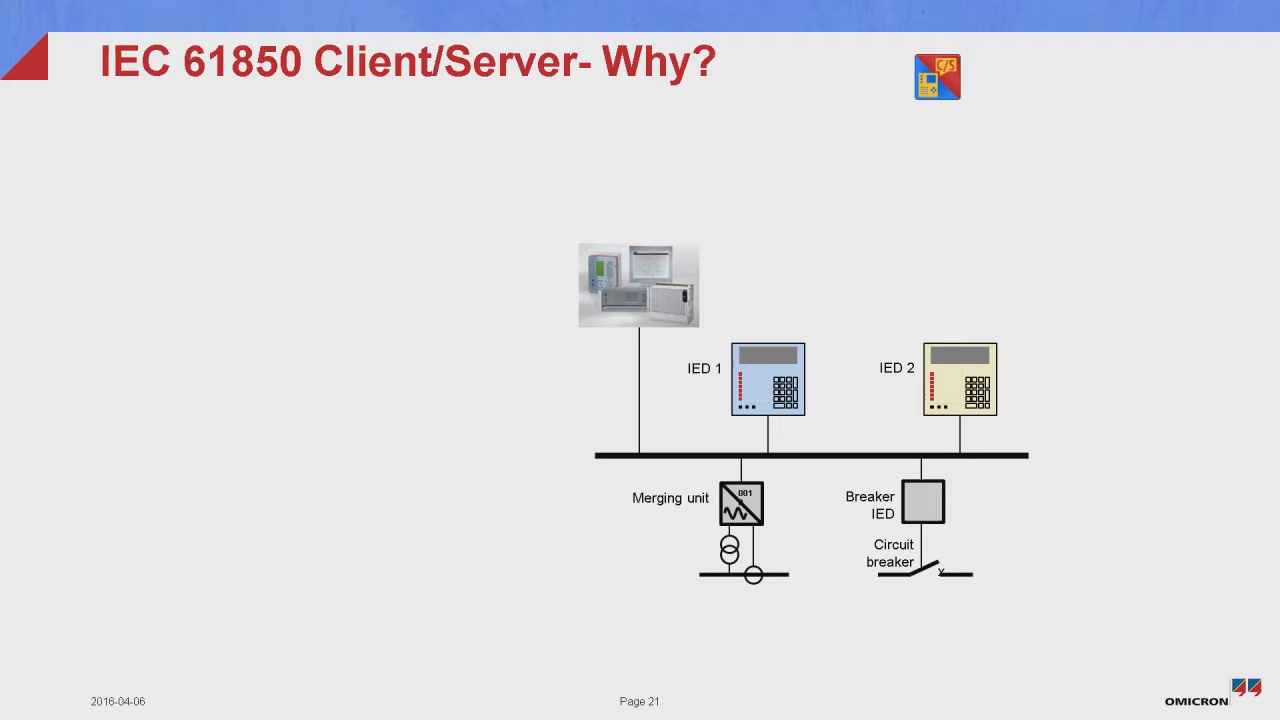 IEC 61850 Client/Server- Why?
C/S
IED 1
IED 2
Merging unit
001
Breaker
IED
Circuit
breaker
x
2016-04-06
Page 21
OMICRON